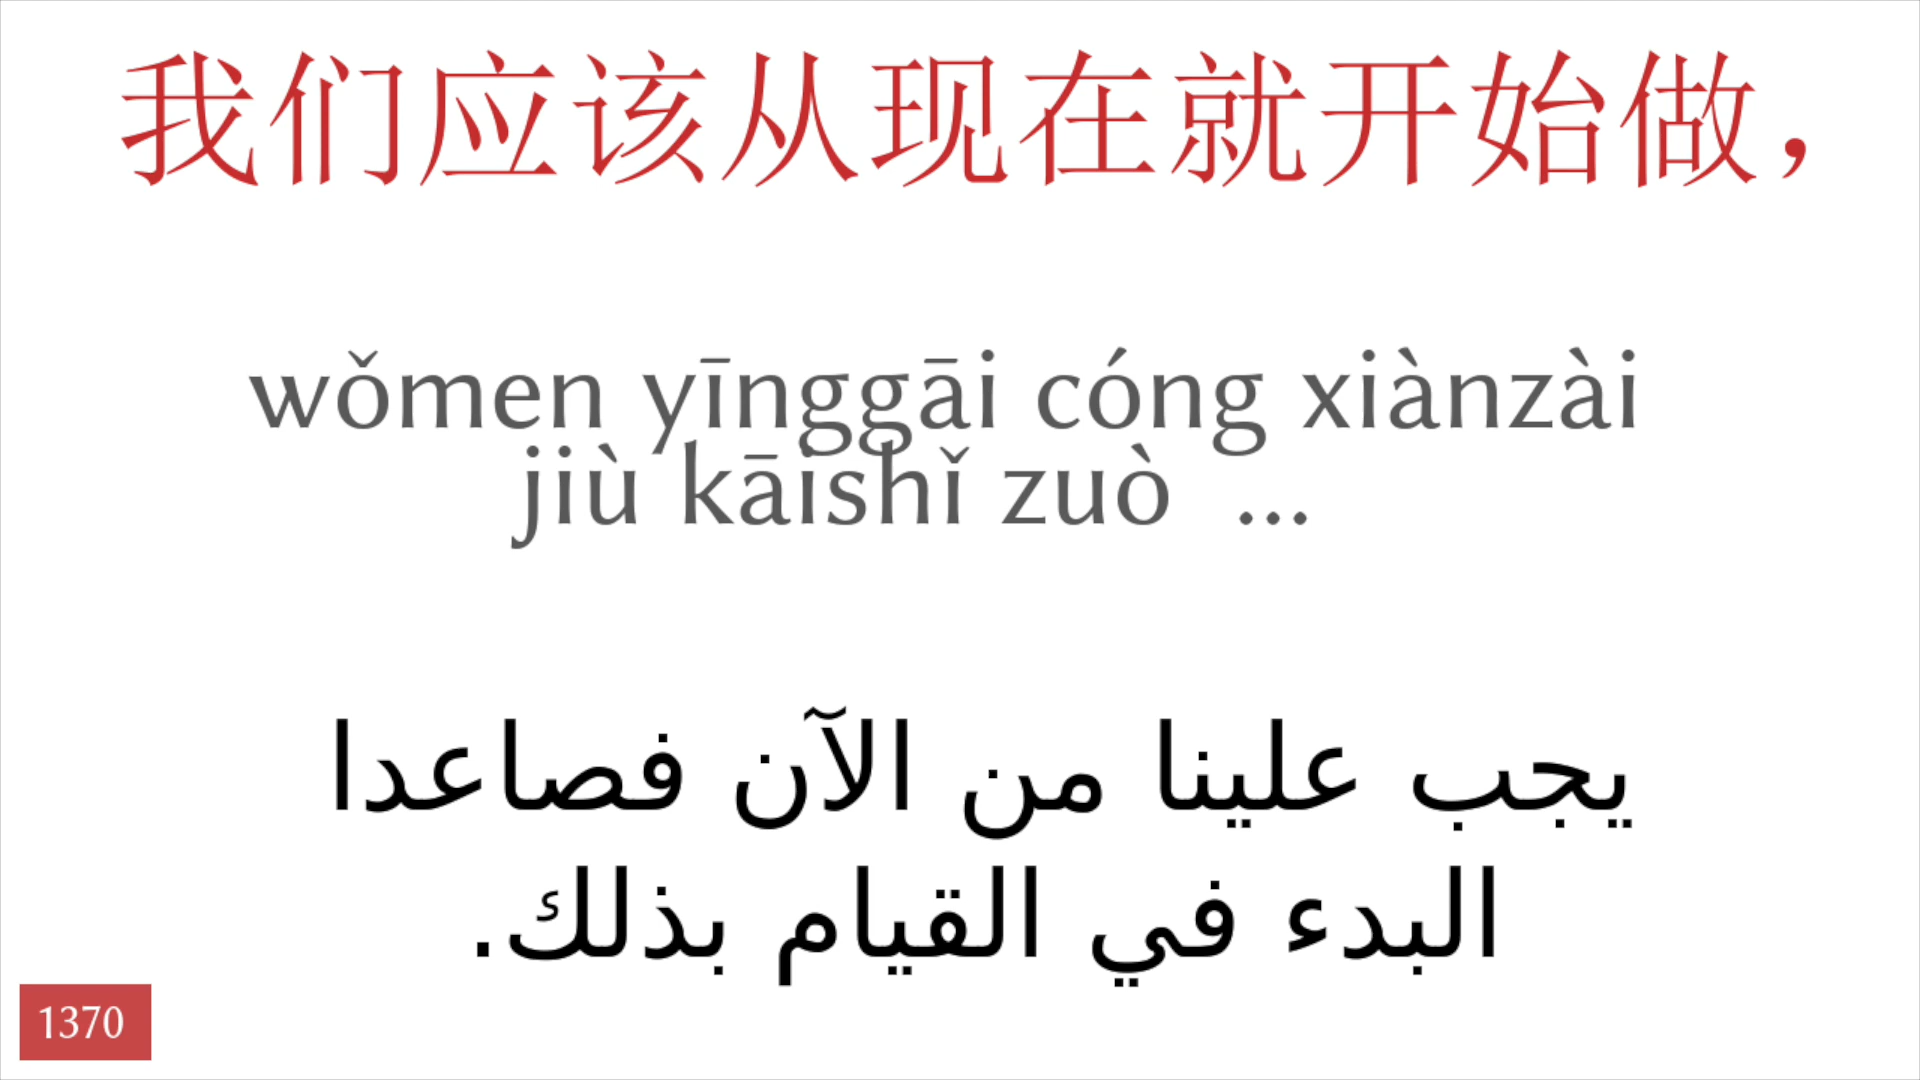 我们应该从现在就开始做，
wǒmen yīnggāi cóng xiànzài
jiù kāishǐ zuò ...
يجب علينا من الآن فصاعدا
البدء في القيام بذلك.
1370